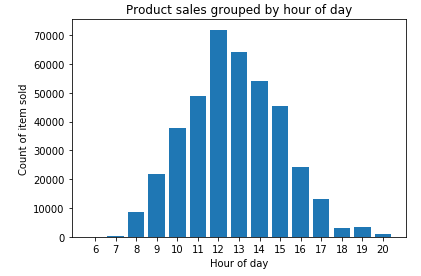 Product sales grouped by hour of day
70000
60000
50000
40000
30000
20000
10000
0
Count of item sold
6 7 8 9 10 11 12 13 14 15 16 17 18 19 20
Hour of day